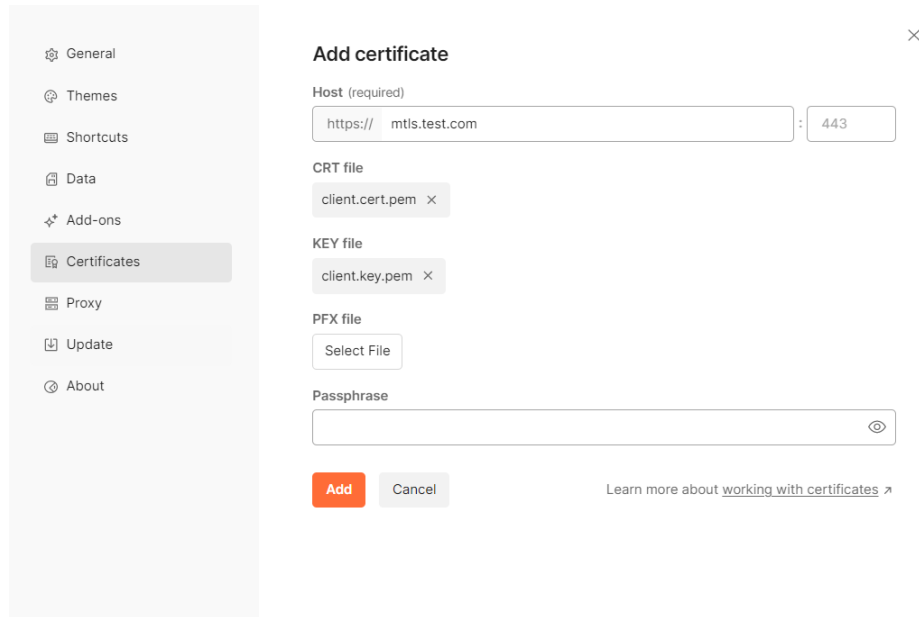 General
Themes
Shortcuts
Data
Add-ons
Certificates
Proxy
Update
About
Add certificate
Host (required)
https:// mtls.test.com : 443
CRT file
client.cert.pem
KEY file
client.key.pem
PFX file
Select File
Passphrase
Add Cancel Learn more about working with certificates ↗